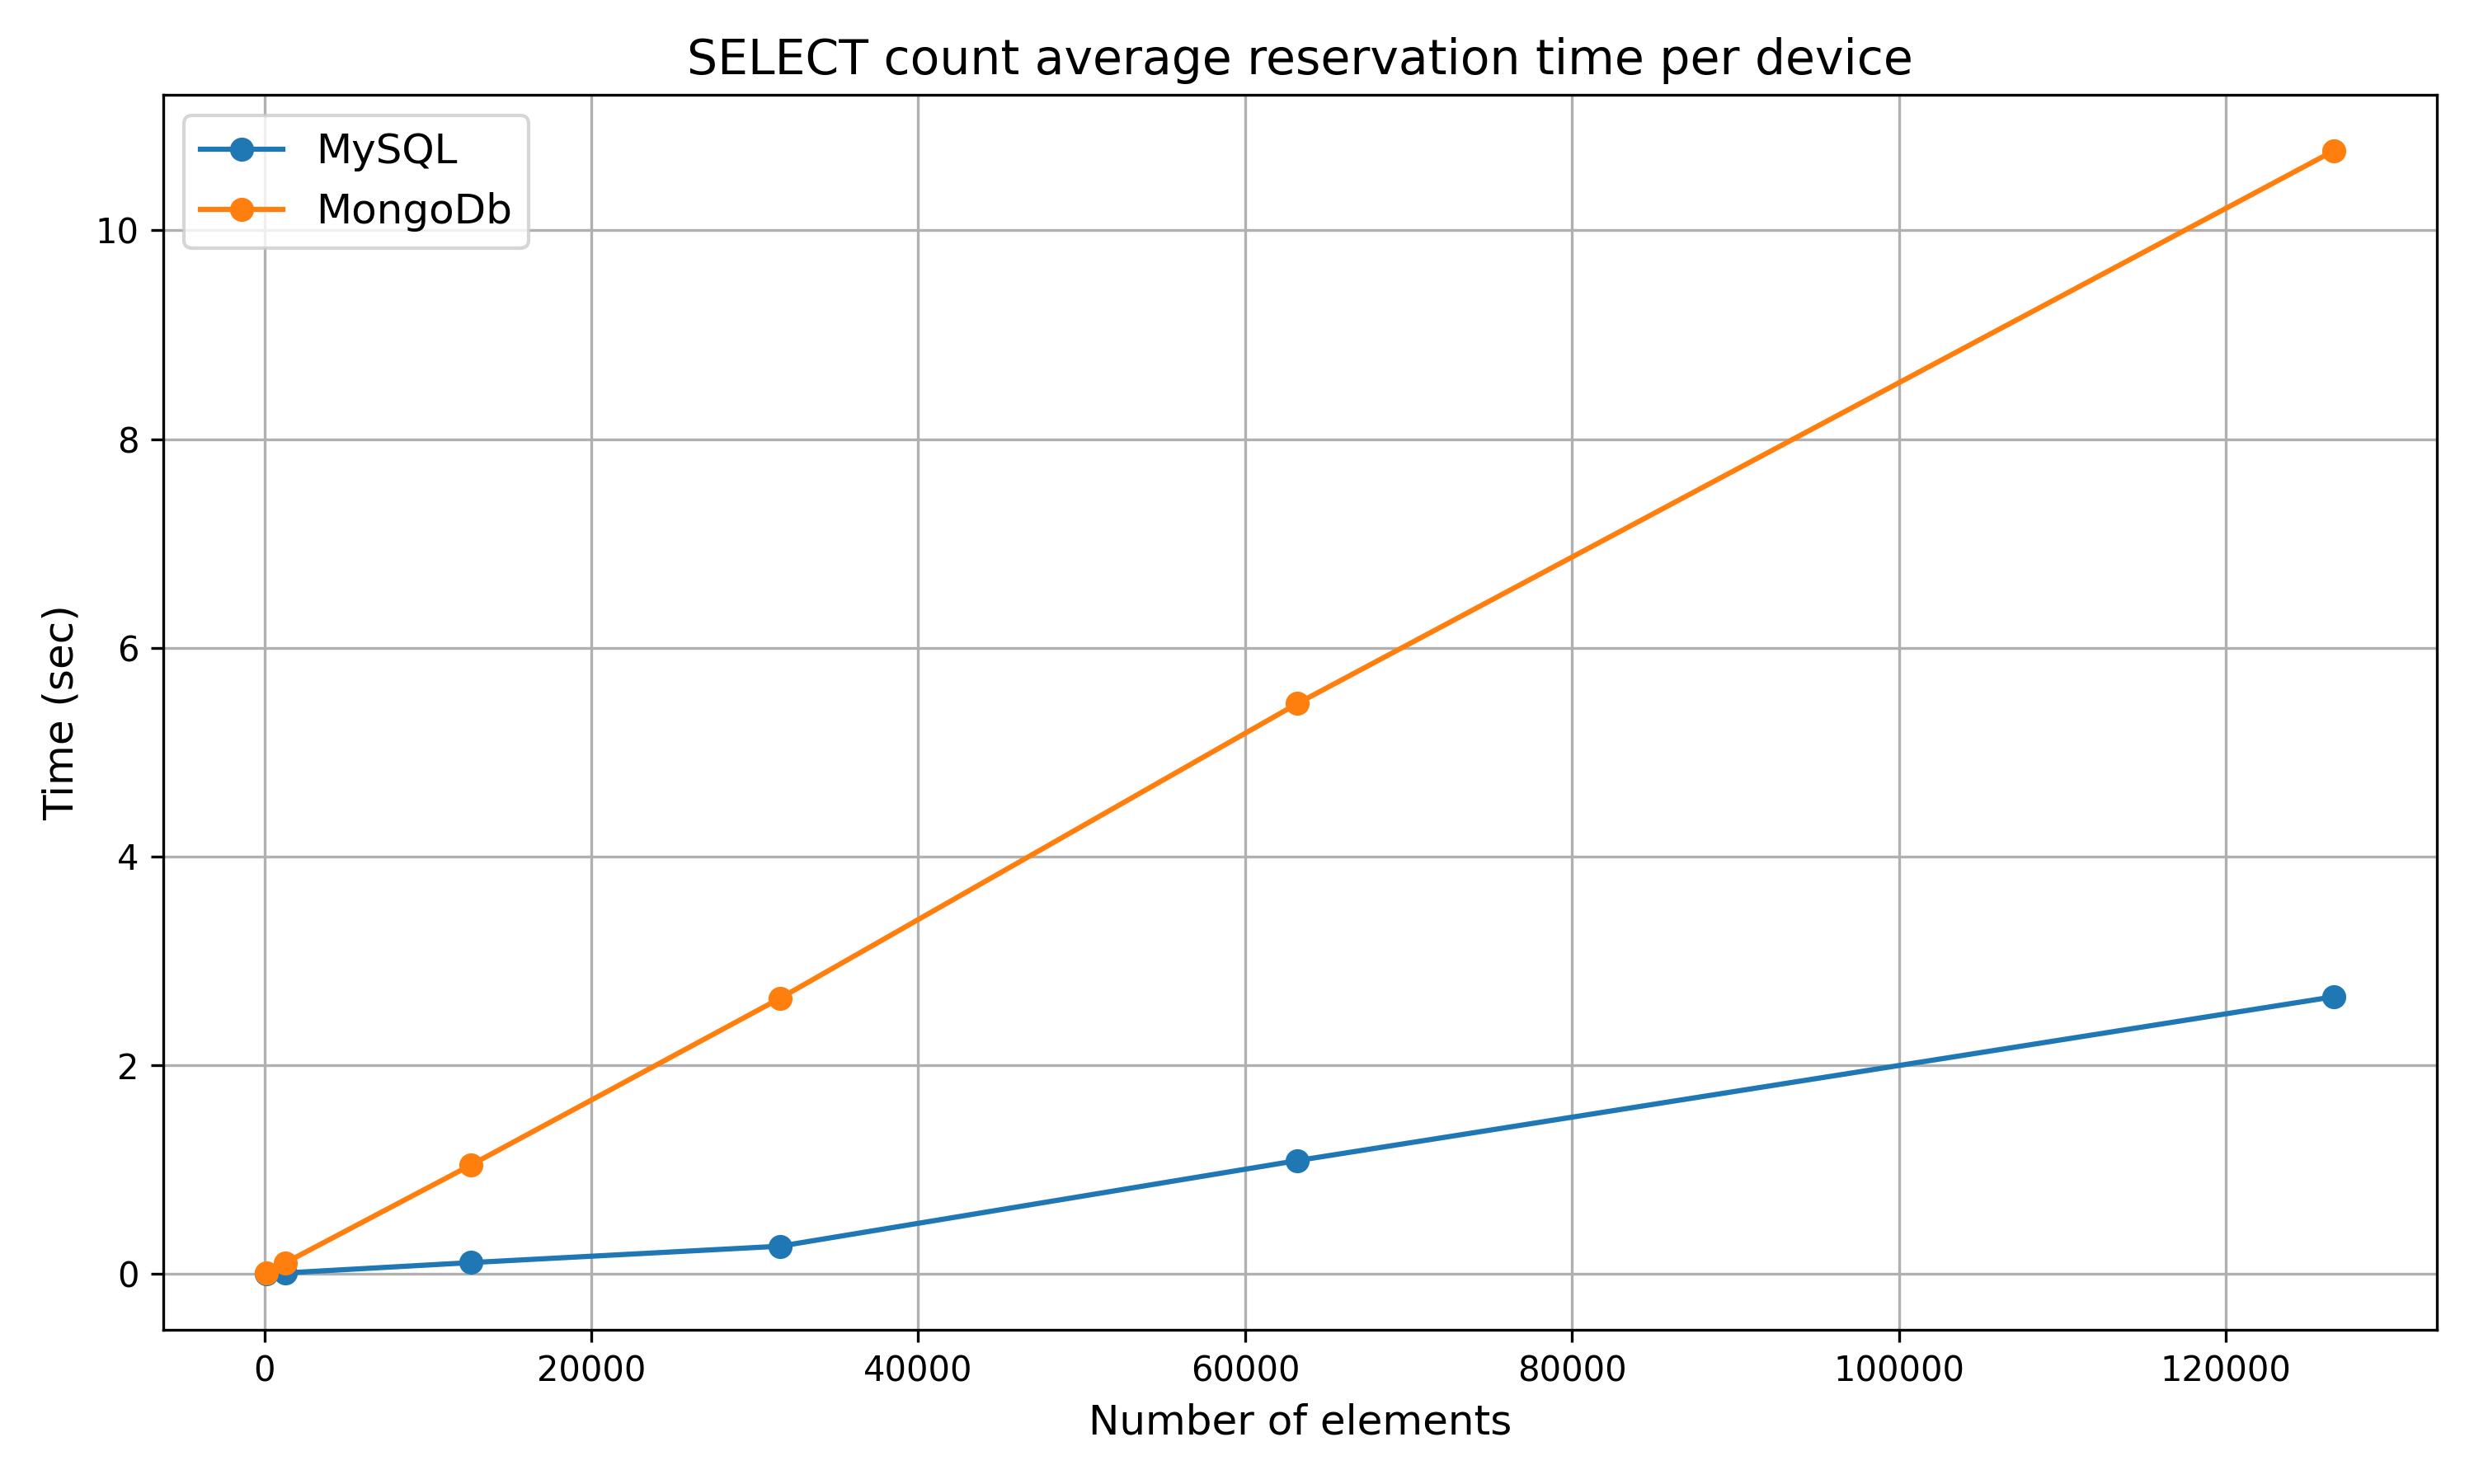 SELECT count average reservation time per device
MySQL
MongoDb
10
8
6
4
2
0
Time (sec)
0 20000 40000 60000 80000 100000 120000
Number of elements